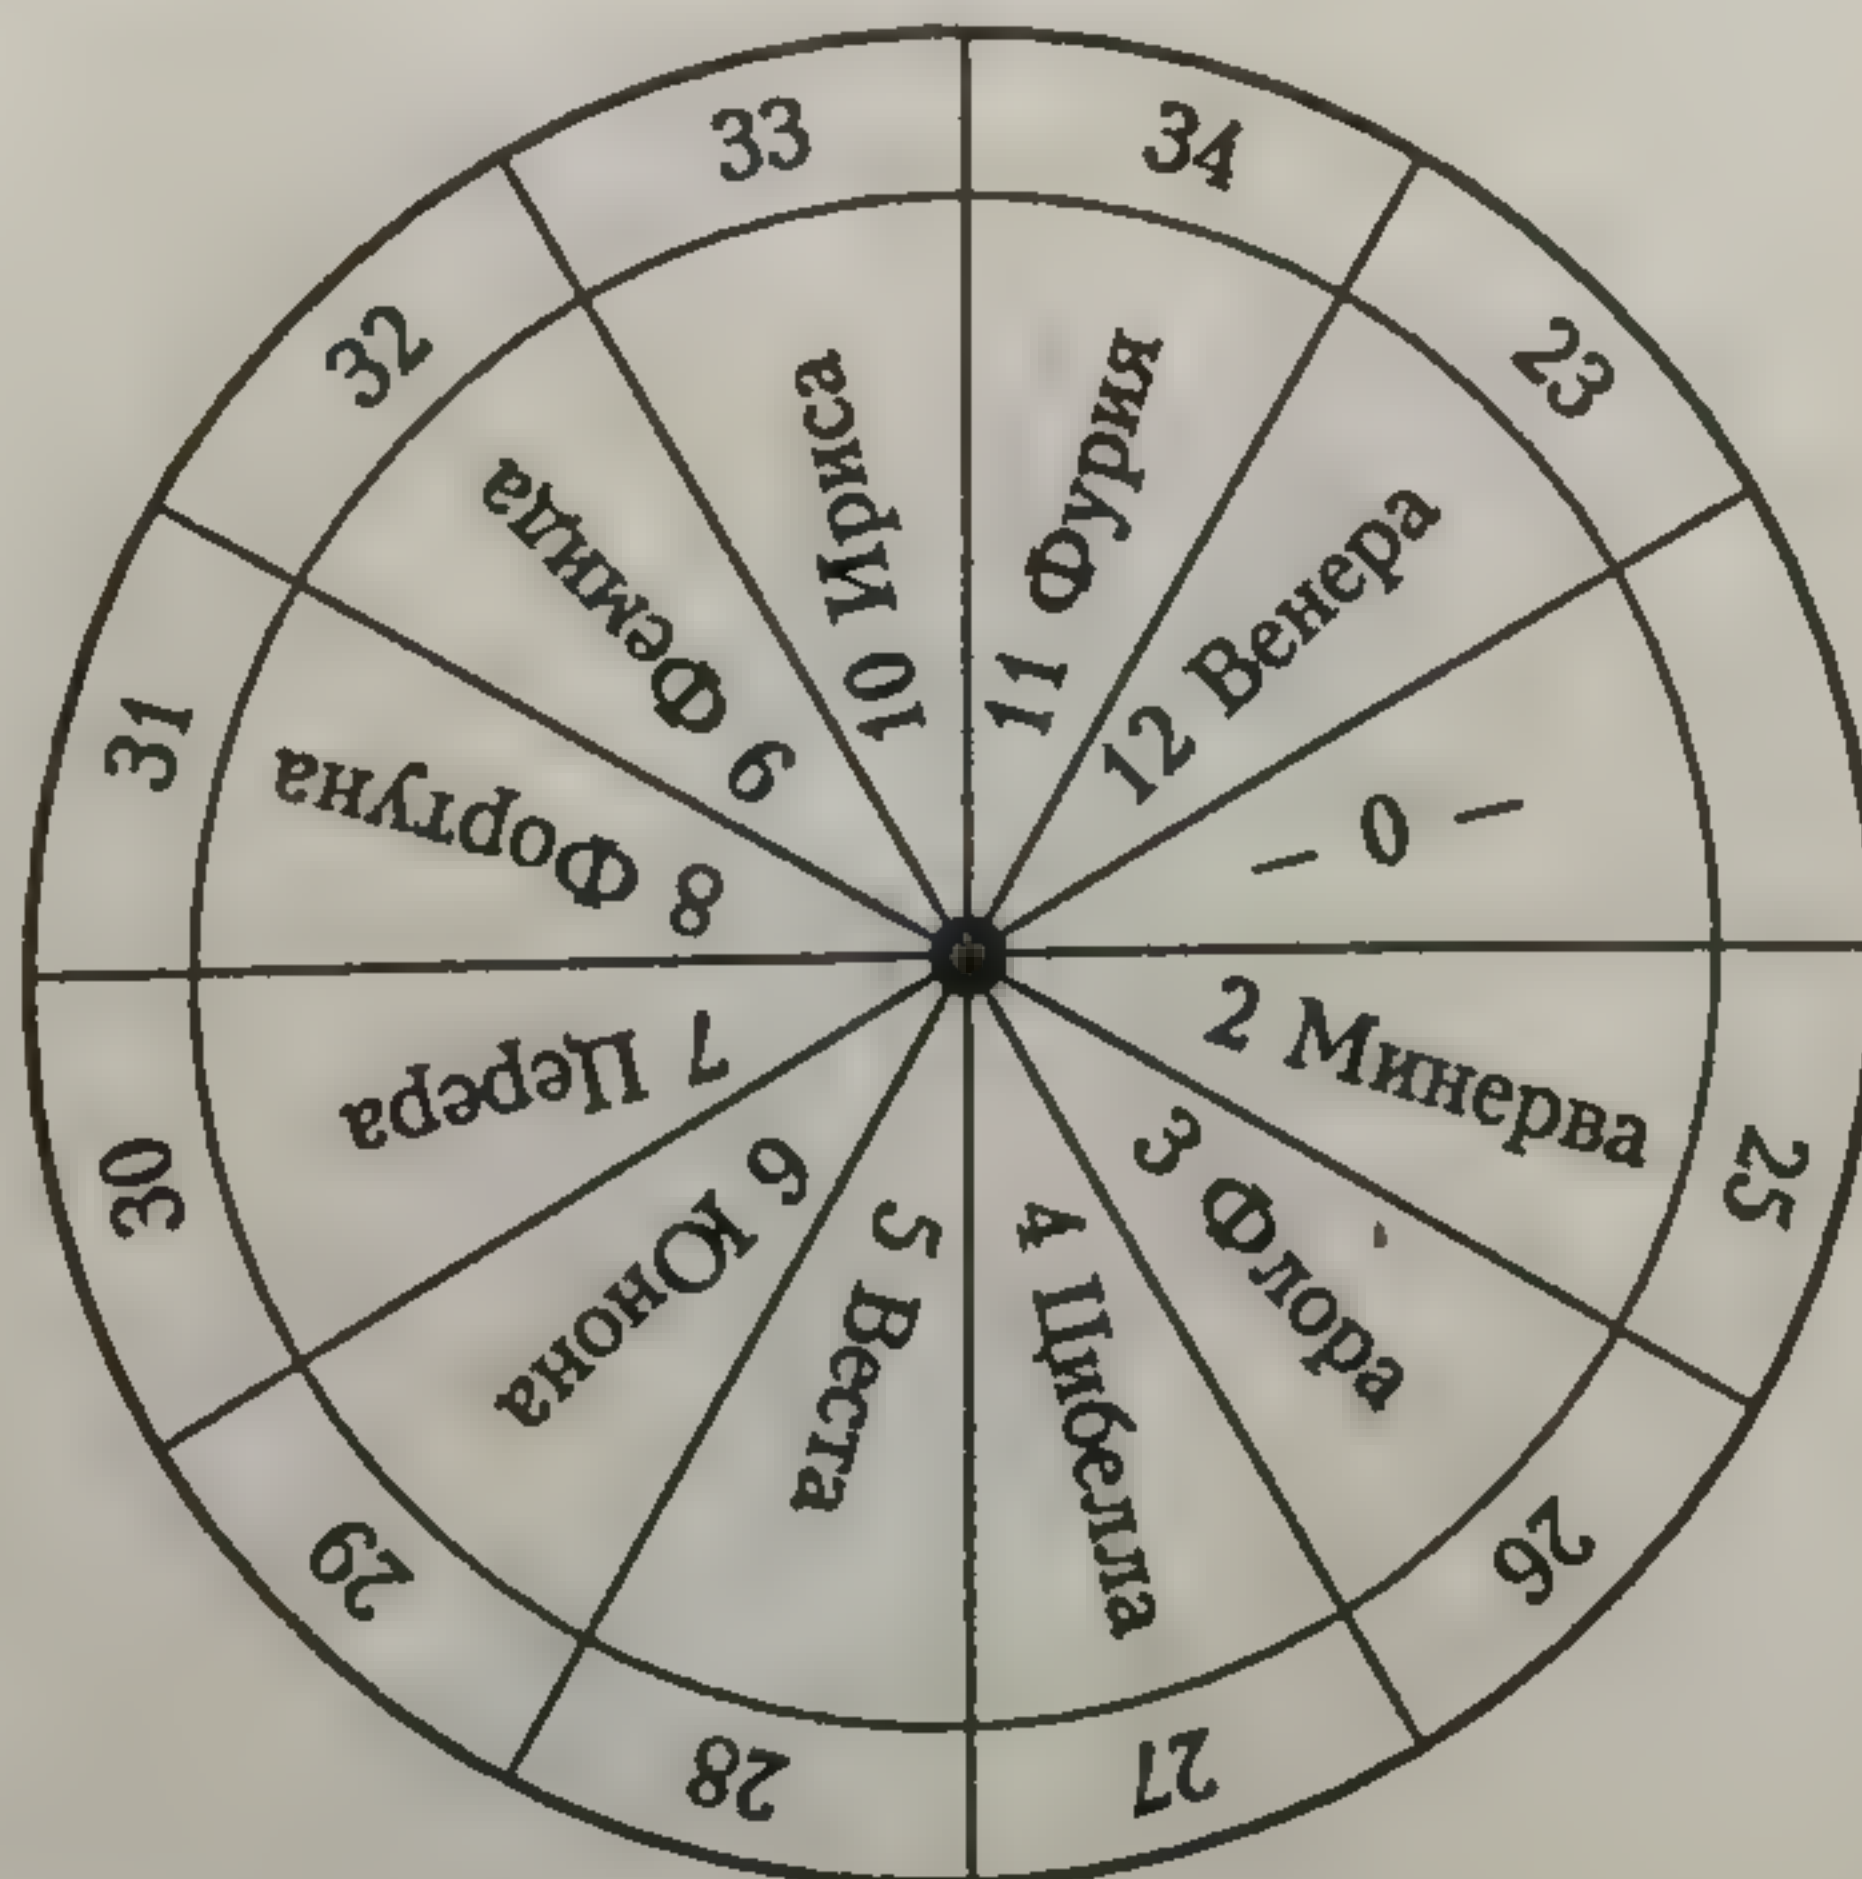 33
34
23
25
26
27
28
29
30
31
32
– 0 –
2 Минерва
3 Флора
4 Цибелла
5 Веста
6 Юнона
7 Церера
8 Фортуна
9 Фемида
10 Ириса
11 Фурия
12 Венера